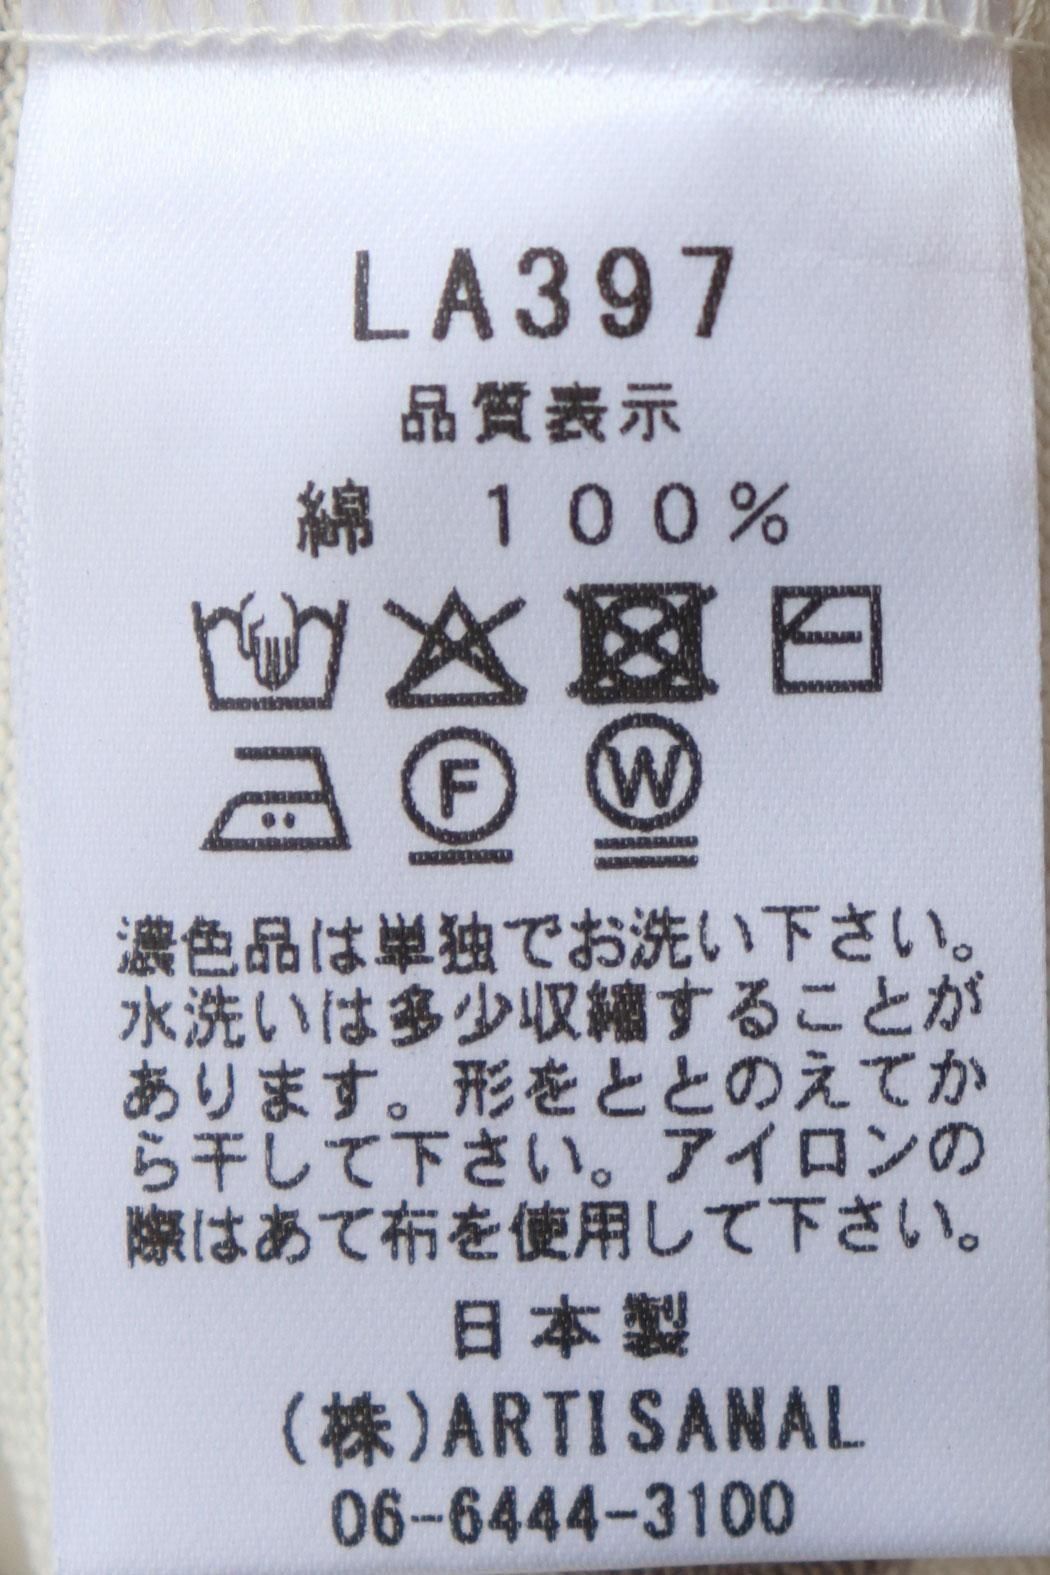 LA397
品質表示
綿 100%
F W
濃色品は単独でお洗い下さい。
水洗いは多少収縮することが
あります。形をととのえてか
ら干して下さい。アイロンの
際はあて布を使用して下さい。
日本製
(株)ARTISANAL
06-6444-3100